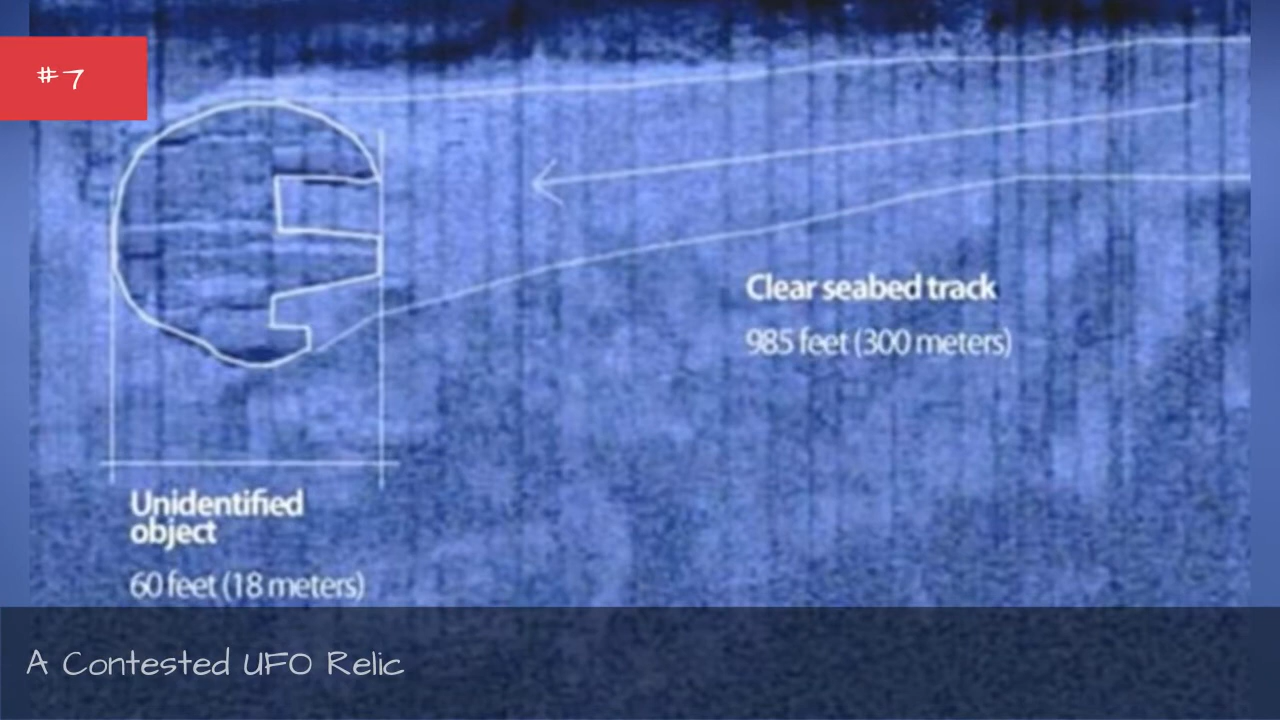 #7
Clear seabed track
985 feet (300 meters)
Unidentified
object
60 feet (18 meters)
A Contested UFO Relic